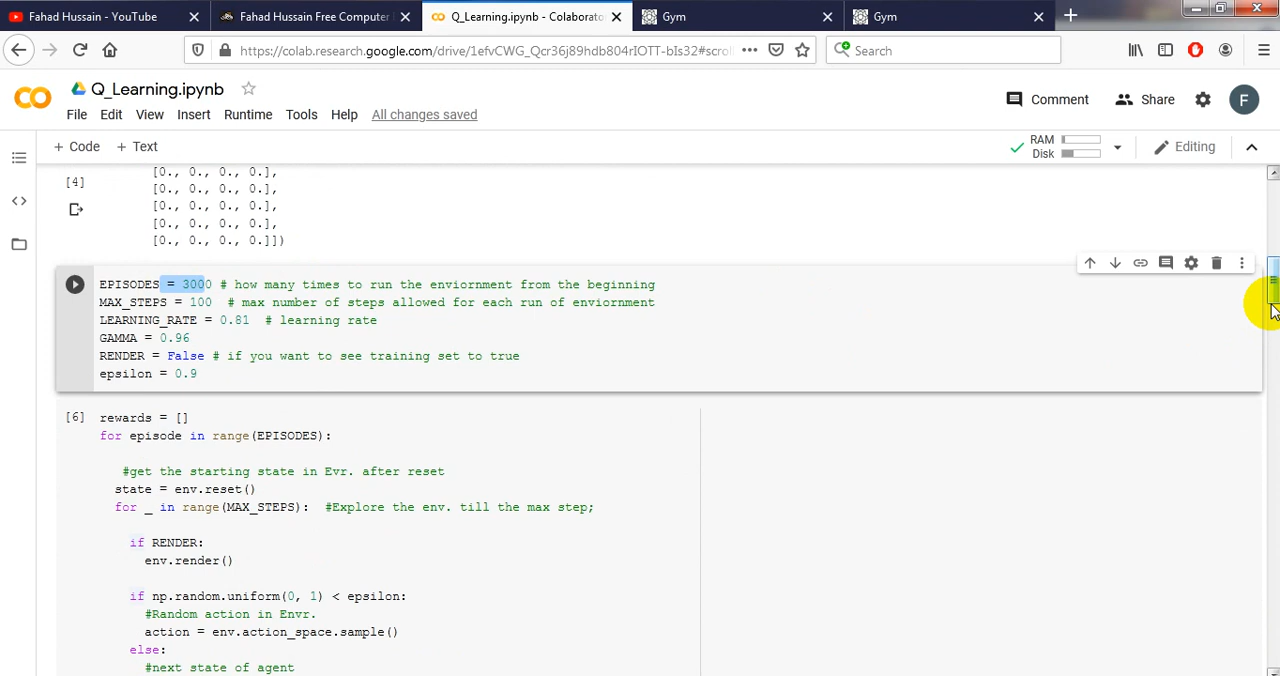 Fahad Hussain - YouTube
Fahad Hussain Free Computer
Q_Learning.ipynb - Colaborato
Gym
Gym
https://colab.research.google.com/drive/1efvCWG_Qcr36j89hdb804rIOTT-bIs32#scrol
Search
Q_Learning.ipynb
Comment
Share
F
File Edit View Insert Runtime Tools Help All changes saved
+ Code + Text
RAM
Disk
Editing
[0., 0., 0., 0.],
[4]
[0., 0., 0., 0.],
[0., 0., 0., 0.],
[0., 0., 0., 0.],
[0., 0., 0., 0.]])
EPISODES = 3000 # how many times to run the enviornment from the beginning
MAX_STEPS = 100  # max number of steps allowed for each run of enviornment
LEARNING_RATE = 0.81  # learning rate
GAMMA = 0.96
RENDER = False # if you want to see training set to true
epsilon = 0.9
[6] rewards = []
for episode in range(EPISODES):
#get the starting state in Evr. after reset
state = env.reset()
for _ in range(MAX_STEPS):  #Explore the env. till the max step;
if RENDER:
env.render()
if np.random.uniform(0, 1) < epsilon:
#Random action in Envr.
action = env.action_space.sample()
else:
#next state of agent